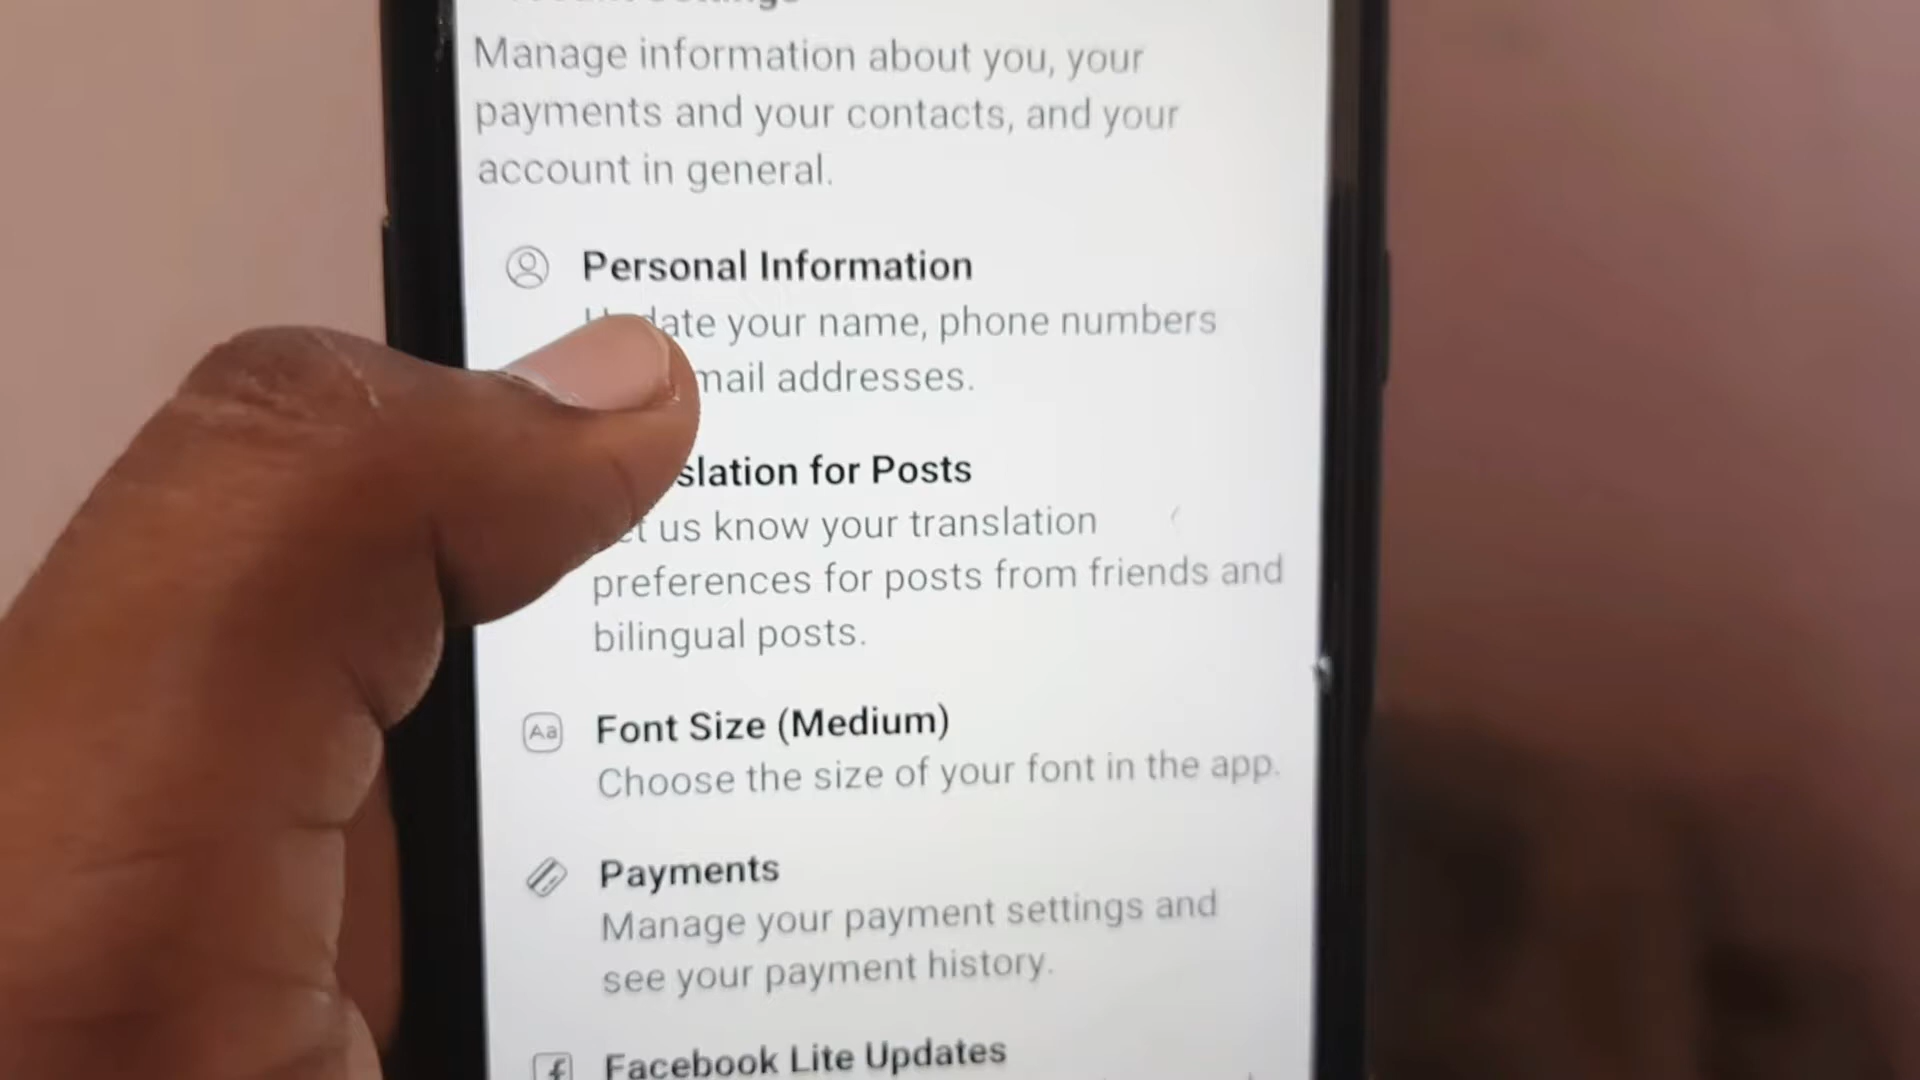 Manage information about you, your
payments and your contacts, and your
account in general.
Personal Information
your name, phone numbers
addresses.
for Posts
us know your translation
preferences for posts from friends and
bilingual posts.
Aa
Font Size (Medium)
Choose the size of your font in the app.
Payments
Manage your payment settings and
see your payment history.
f
Facebook Lite Updates